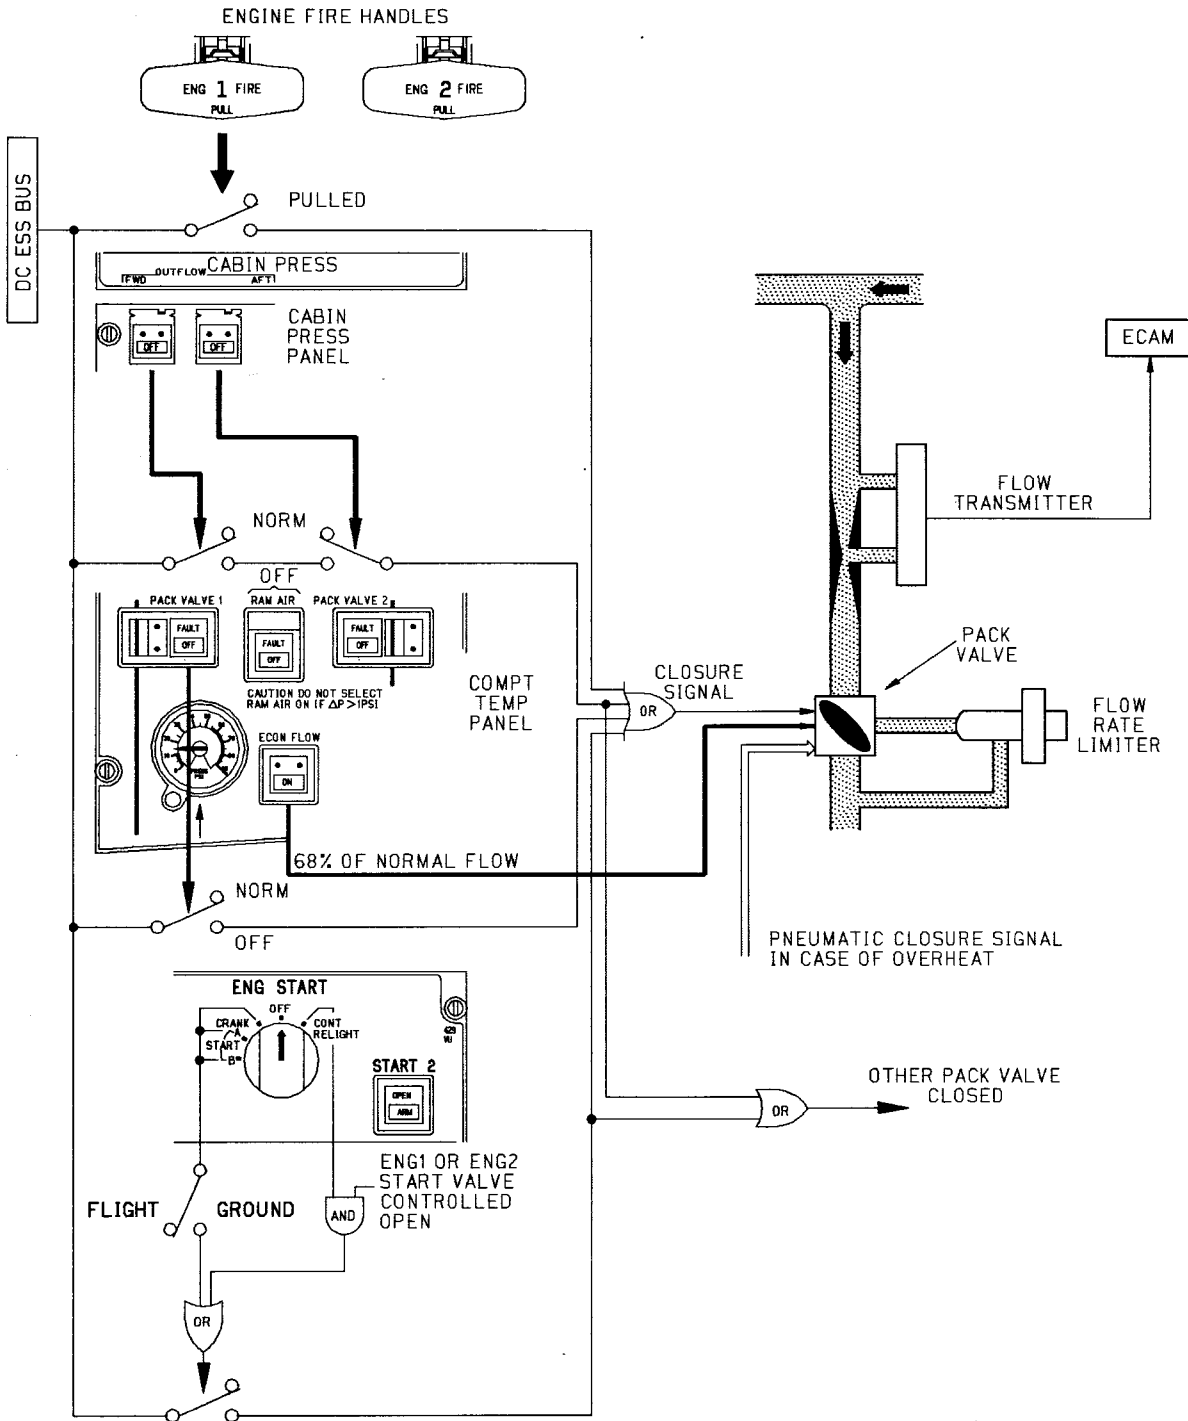 ENGINE FIRE HANDLES
ENG 1 FIRE
PULL
ENG 2 FIRE
PULL
DC ESS BUS
PULLED
CABIN PRESS
OUTFLOW
FWD
AFT
OFF
OFF
CABIN
PRESS
PANEL
ECAM
FLOW
TRANSMITTER
NORM
OFF
PACK VALVE 1
RAM AIR
PACK VALVE 2
FAULT
OFF
FAULT
OFF
FAULT
OFF
CAUTION DO NOT SELECT
RAM AIR ON IF ΔP>1PSI
COMPT
TEMP
PANEL
ECON FLOW
ON
PSI
CLOSURE
SIGNAL
OR
PACK
VALVE
FLOW
RATE
LIMITER
68% OF NORMAL FLOW
NORM
OFF
PNEUMATIC CLOSURE SIGNAL
IN CASE OF OVERHEAT
ENG START
OFF
CRANK
A
START
B
CONT
RELIGHT
START 2
OPEN
ARM
OTHER PACK VALVE
CLOSED
OR
ENG1 OR ENG2
START VALVE
CONTROLLED
OPEN
FLIGHT
GROUND
AND
OR